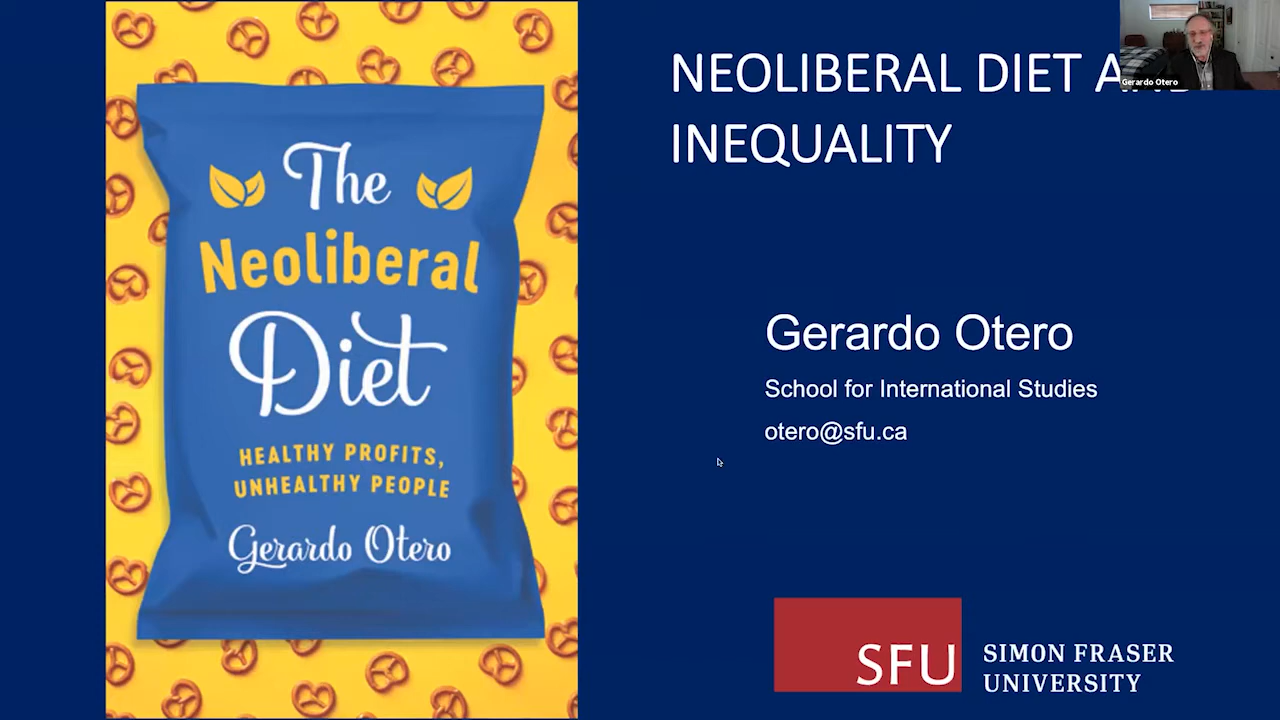 The
Neoliberal
Diet
HEALTHY PROFITS,
UNHEALTHY PEOPLE
Gerardo Otero
NEOLIBERAL DIET
INEQUALITY
Gerardo Otero
Gerardo Otero
School for International Studies
otero@sfu.ca
SFU
SIMON FRASER
UNIVERSITY